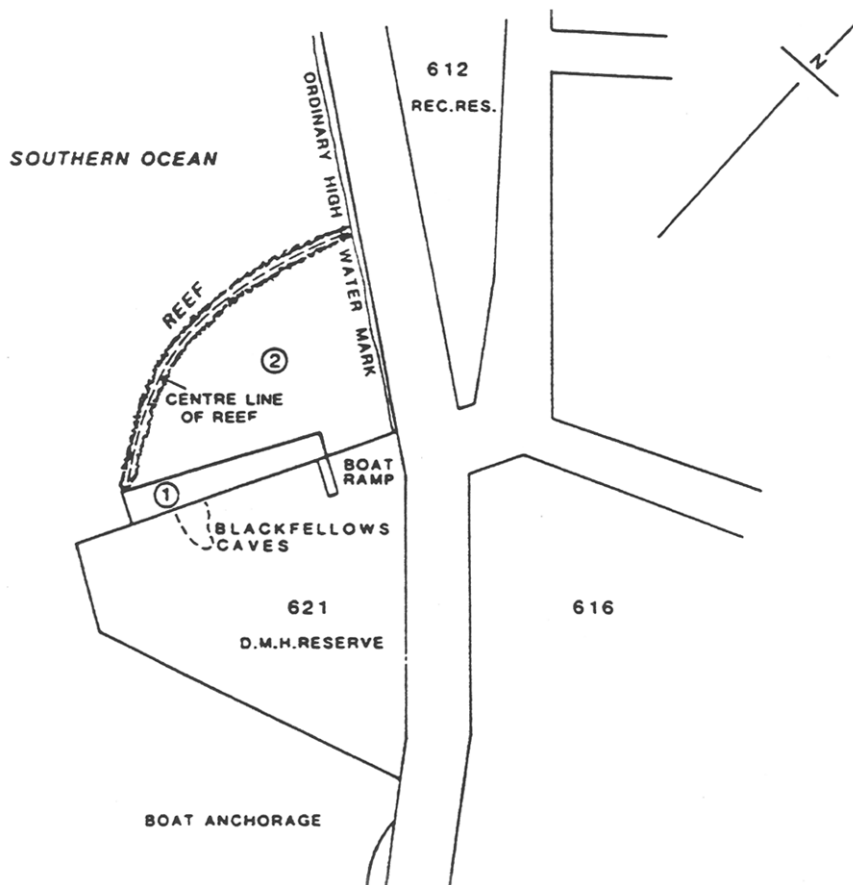 612
REC.RES.
N
ORDINARY HIGH WATER MARK
SOUTHERN OCEAN
REEF
2
CENTRE LINE
OF REEF
BOAT
RAMP
1
BLACKFELLOWS
CAVES
621
D.M.H.RESERVE
616
BOAT ANCHORAGE